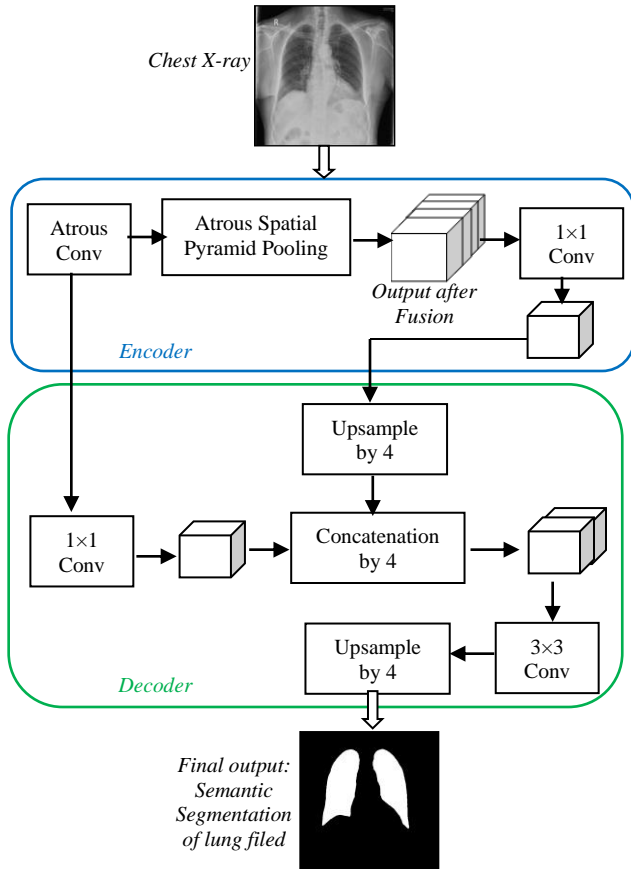 Chest X-ray
R
Atrous
Conv
Atrous Spatial
Pyramid Pooling
Output after
Fusion
1×1
Conv
Encoder
Upsample
by 4
1×1
Conv
Concatenation
by 4
3×3
Conv
Upsample
by 4
Decoder
Final output:
Semantic
Segmentation
of lung filed